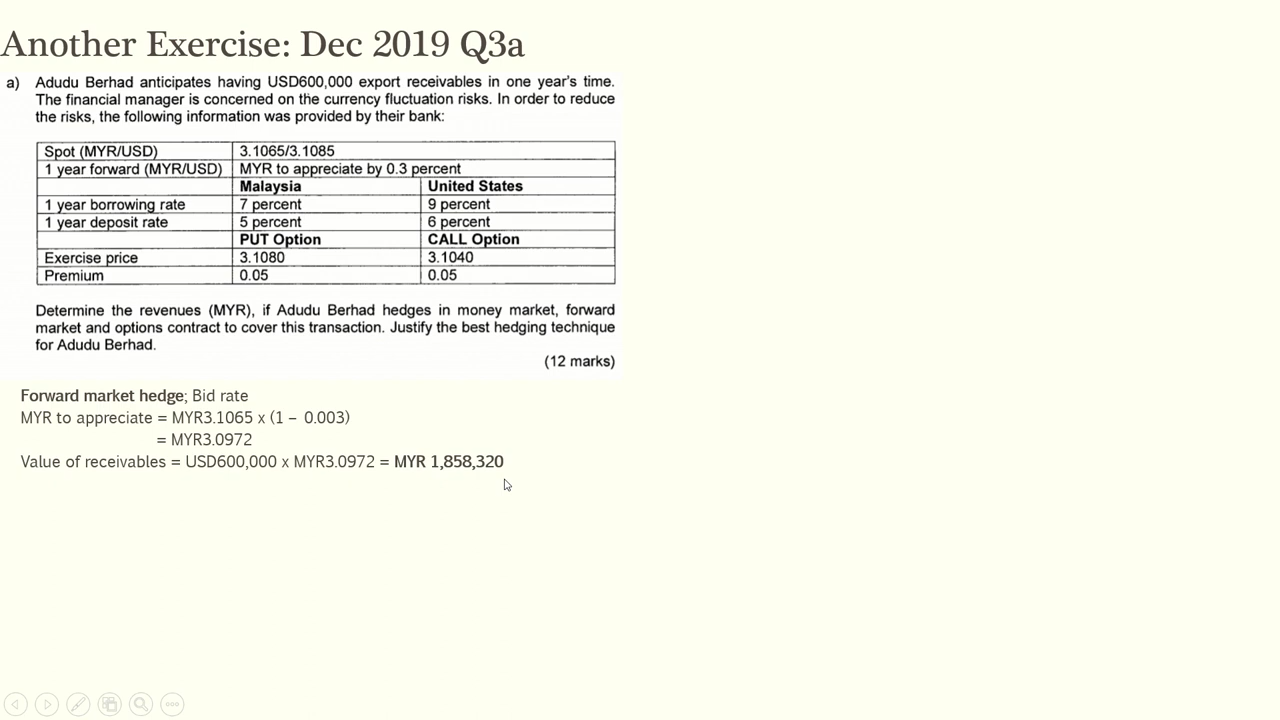 Another Exercise: Dec 2019 Q3a
a) Adudu Berhad anticipates having USD600,000 export receivables in one year's time.
The financial manager is concerned on the currency fluctuation risks. In order to reduce
the risks, the following information was provided by their bank:
Spot (MYR/USD) 3.1065/3.1085
1 year forward (MYR/USD) MYR to appreciate by 0.3 percent
Malaysia United States
1 year borrowing rate 7 percent 9 percent
1 year deposit rate 5 percent 6 percent
PUT Option CALL Option
Exercise price 3.1080 3.1040
Premium 0.05 0.05
Determine the revenues (MYR), if Adudu Berhad hedges in money market, forward
market and options contract to cover this transaction. Justify the best hedging technique
for Adudu Berhad.
(12 marks)
Forward market hedge; Bid rate
MYR to appreciate = MYR3.1065 x (1 – 0.003)
= MYR3.0972
Value of receivables = USD600,000 x MYR3.0972 = MYR 1,858,320